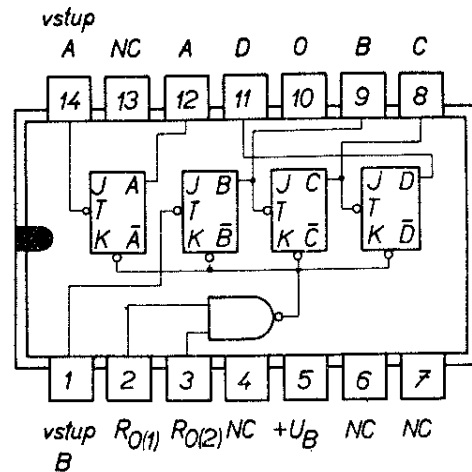 vstup
A NC A D O B C
14 13 12 11 10 9 8
J A J B J C J D
T T T T
K Ā K B̄ K C̄ K D̄
1 2 3 4 5 6 7
vstup R0(1) R0(2) NC +UB NC NC
B